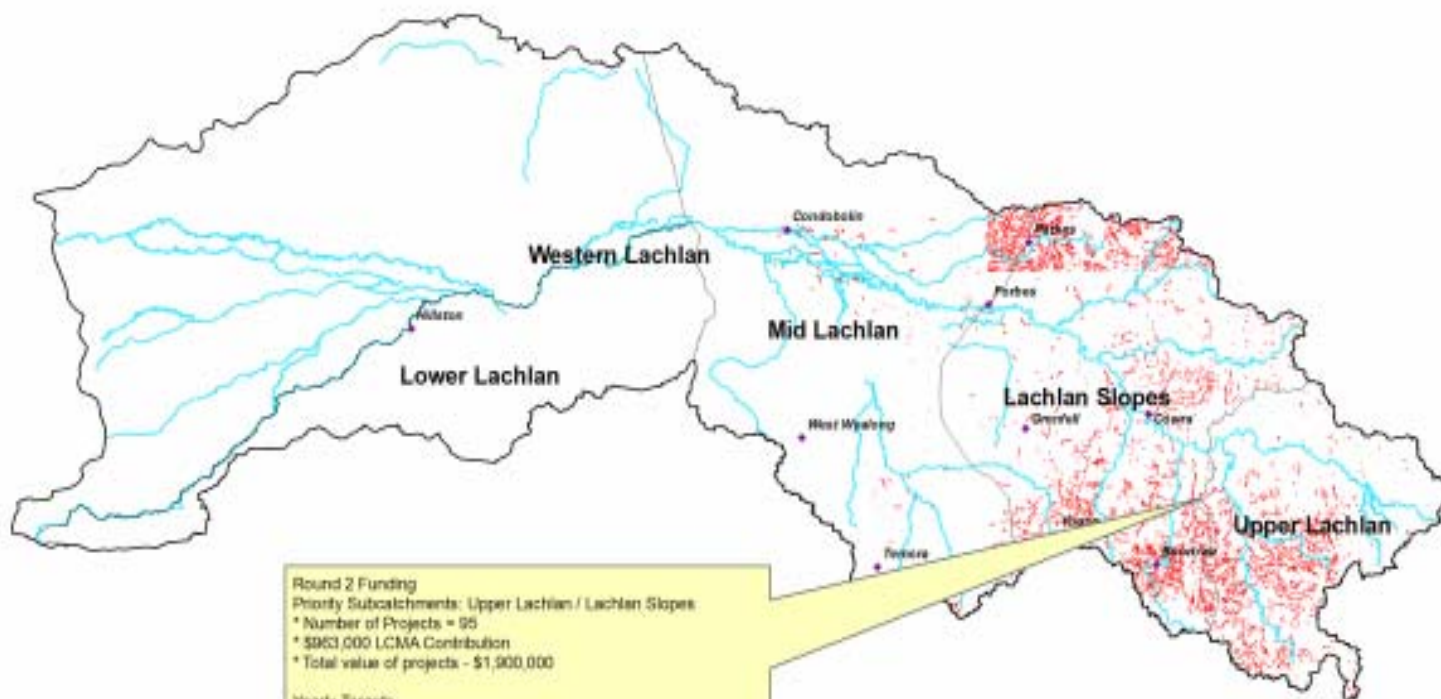 Condobolin
Parkes
Western Lachlan
Forbes
Hillston
Mid Lachlan
Lower Lachlan
Lachlan Slopes
Grenfell
Cowra
West Wyalong
Upper Lachlan
Temora
Round 2 Funding
Priority Subcatchments: Upper Lachlan / Lachlan Slopes
* Number of Projects = 95
* $963,000 LCMA Contribution
* Total value of projects - $1,900,000